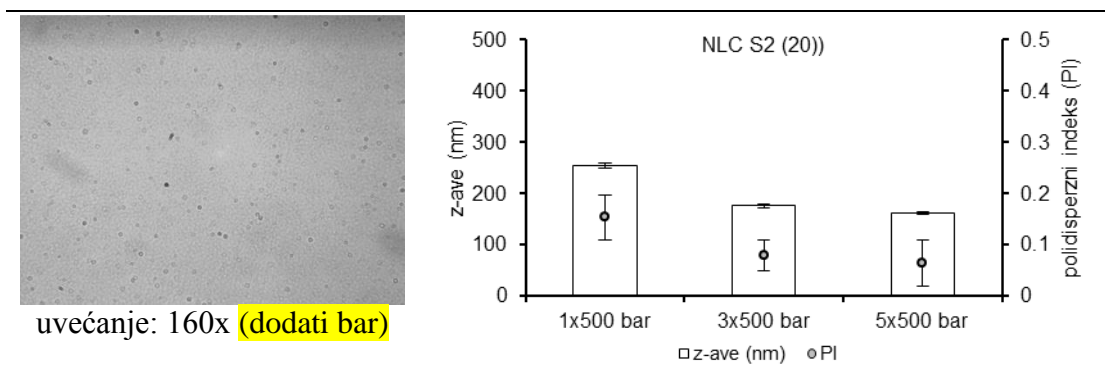 uvećanje: 160x (dodati bar)
NLC S2 (20))
z-ave (nm)
500
400
300
200
100
0
polidisperzni indeks (PI)
0.5
0.4
0.3
0.2
0.1
0
1x500 bar 3x500 bar 5x500 bar
z-ave (nm) PI